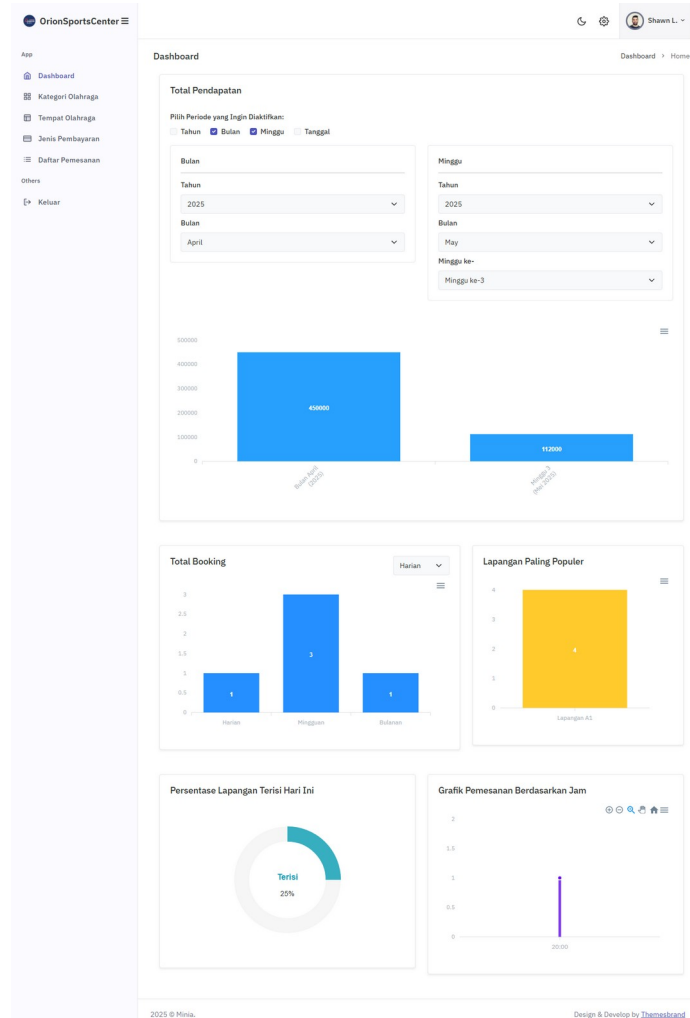 OrionSportsCenter
Shawn L.
App
Dashboard
Kategori Olahraga
Tempat Olahraga
Jenis Pembayaran
Daftar Pemesanan
Others
Keluar
Dashboard
Dashboard > Home
Total Pendapatan
Pilih Periode yang Ingin Diaktifkan:
Tahun Bulan Minggu Tanggal
Bulan
Tahun
2025
Bulan
April
Minggu
Tahun
2025
Bulan
May
Minggu ke-
Minggu ke-3
500000
400000
300000
200000
100000
0
450000
112000
Bulan April
(2025)
Minggu 3
(Mei 2025)
Total Booking
Harian
3
2.5
2
1.5
1
0.5
0
1
3
1
Harian
Mingguan
Bulanan
Lapangan Paling Populer
4
3
2
1
0
4
Lapangan A1
Persentase Lapangan Terisi Hari Ini
Terisi
25%
Grafik Pemesanan Berdasarkan Jam
2
1.5
1
0.5
0
20:00
2025 © Minia.
Design & Develop by Themesbrand